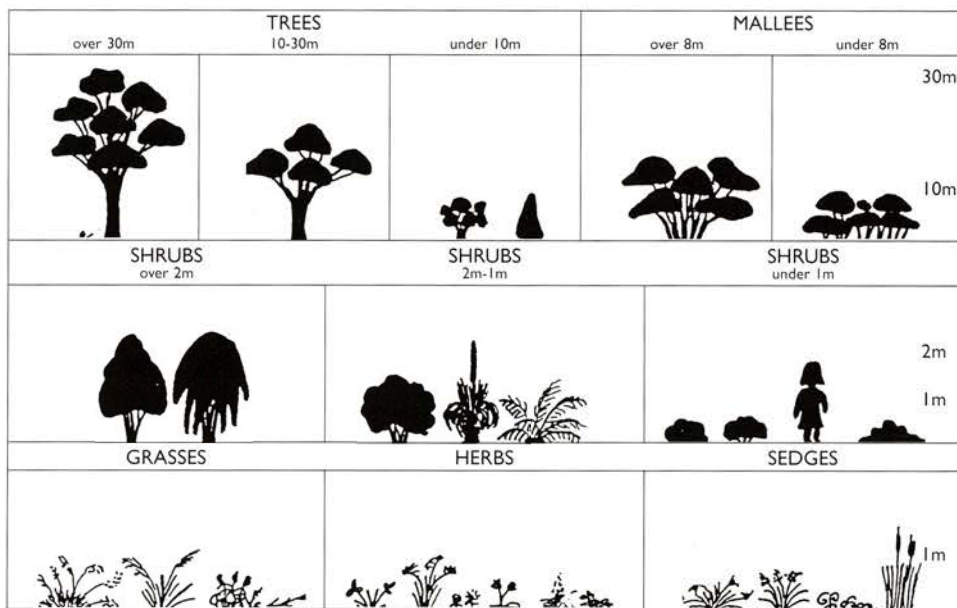 TREES MALLEES
over 30m 10-30m under 10m over 8m under 8m
30m
10m
SHRUBS SHRUBS SHRUBS
over 2m 2m-1m under 1m
2m
1m
GRASSES HERBS SEDGES
1m